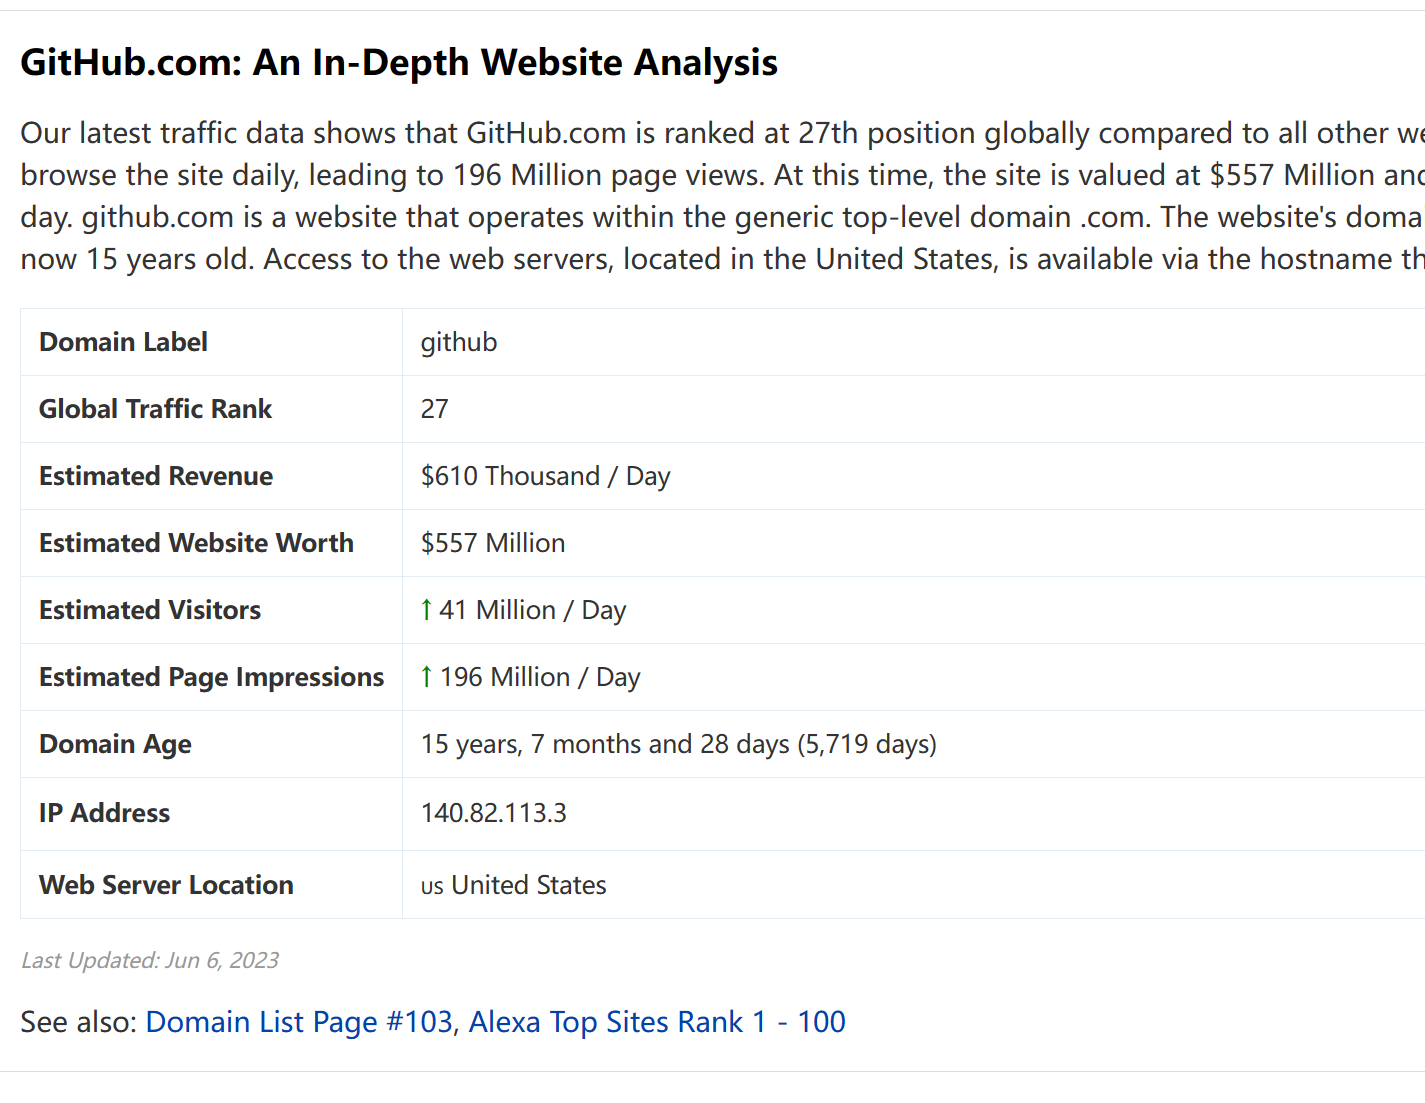 GitHub.com: An In-Depth Website Analysis
Our latest traffic data shows that GitHub.com is ranked at 27th position globally compared to all other
browse the site daily, leading to 196 Million page views. At this time, the site is valued at $557 Million
day. github.com is a website that operates within the generic top-level domain .com. The website's
now 15 years old. Access to the web servers, located in the United States, is available via the hostname
Domain Label github
Global Traffic Rank 27
Estimated Revenue $610 Thousand / Day
Estimated Website Worth $557 Million
Estimated Visitors ↑ 41 Million / Day
Estimated Page Impressions ↑ 196 Million / Day
Domain Age 15 years, 7 months and 28 days (5,719 days)
IP Address 140.82.113.3
Web Server Location us United States
Last Updated: Jun 6, 2023
See also: Domain List Page #103, Alexa Top Sites Rank 1 - 100